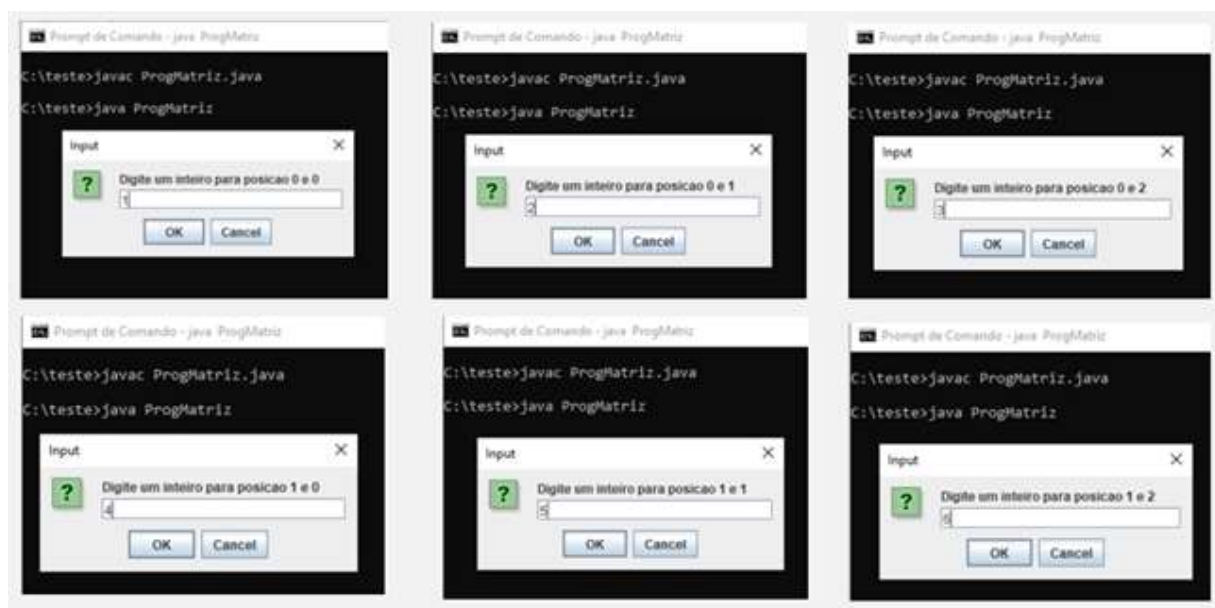 Prompt de Comando - java ProgMatriz
C:\teste>javac ProgMatriz.java
C:\teste>java ProgMatriz
Input
Digite um inteiro para posicao 0 e 0
1
OK Cancel
Prompt de Comando - java ProgMatriz
C:\teste>javac ProgMatriz.java
C:\teste>java ProgMatriz
Input
Digite um inteiro para posicao 0 e 1
2
OK Cancel
Prompt de Comando - java ProgMatriz
C:\teste>javac ProgMatriz.java
C:\teste>java ProgMatriz
Input
Digite um inteiro para posicao 0 e 2
3
OK Cancel
Prompt de Comando - java ProgMatriz
C:\teste>javac ProgMatriz.java
C:\teste>java ProgMatriz
Input
Digite um inteiro para posicao 1 e 0
4
OK Cancel
Prompt de Comando - java ProgMatriz
C:\teste>javac ProgMatriz.java
C:\teste>java ProgMatriz
Input
Digite um inteiro para posicao 1 e 1
5
OK Cancel
Prompt de Comando - java ProgMatriz
C:\teste>javac ProgMatriz.java
C:\teste>java ProgMatriz
Input
Digite um inteiro para posicao 1 e 2
6
OK Cancel